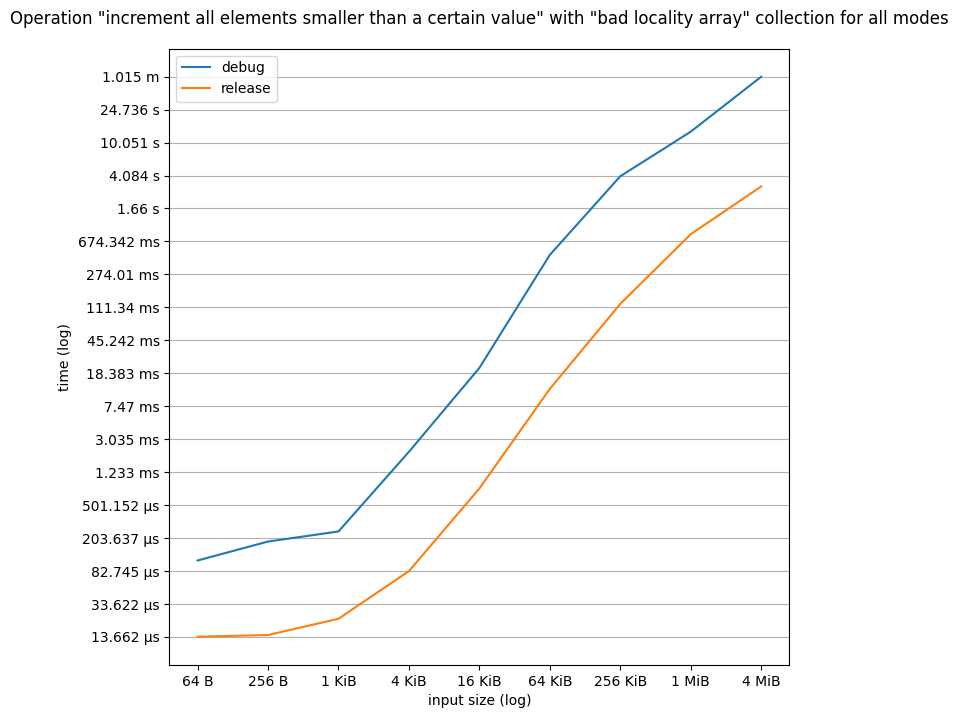 Operation "increment all elements smaller than a certain value" with "bad locality array" collection for all modes
debug
release
1.015 m
24.736 s
10.051 s
4.084 s
1.66 s
674.342 ms
274.01 ms
111.34 ms
45.242 ms
18.383 ms
7.47 ms
3.035 ms
1.233 ms
501.152 µs
203.637 µs
82.745 µs
33.622 µs
13.662 µs
time (log)
64 B 256 B 1 KiB 4 KiB 16 KiB 64 KiB 256 KiB 1 MiB 4 MiB
input size (log)